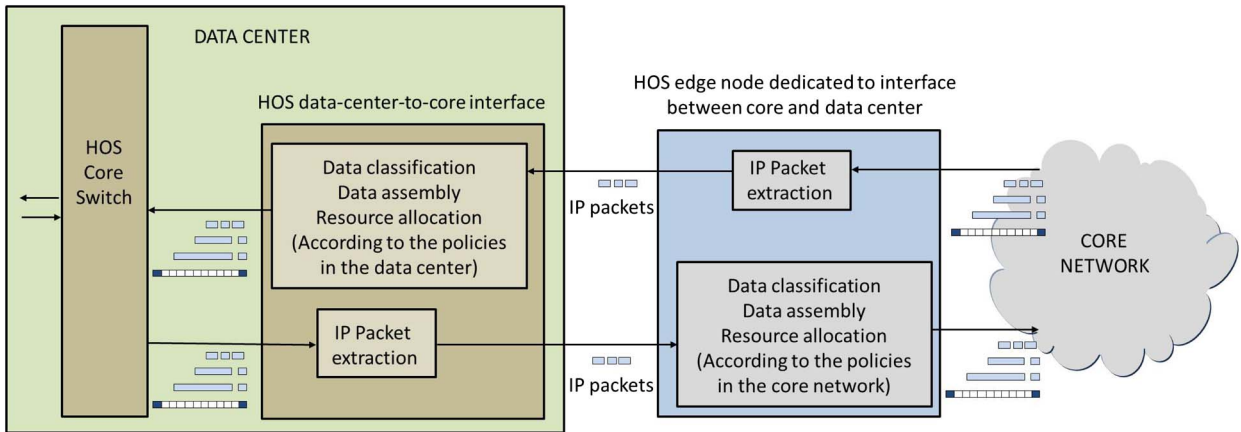 DATA CENTER
HOS
Core
Switch
HOS data-center-to-core interface
Data classification
Data assembly
Resource allocation
(According to the policies
in the data center)
IP Packet
extraction
IP packets
IP packets
HOS edge node dedicated to interface
between core and data center
IP Packet
extraction
Data classification
Data assembly
Resource allocation
(According to the policies
in the core network)
CORE
NETWORK